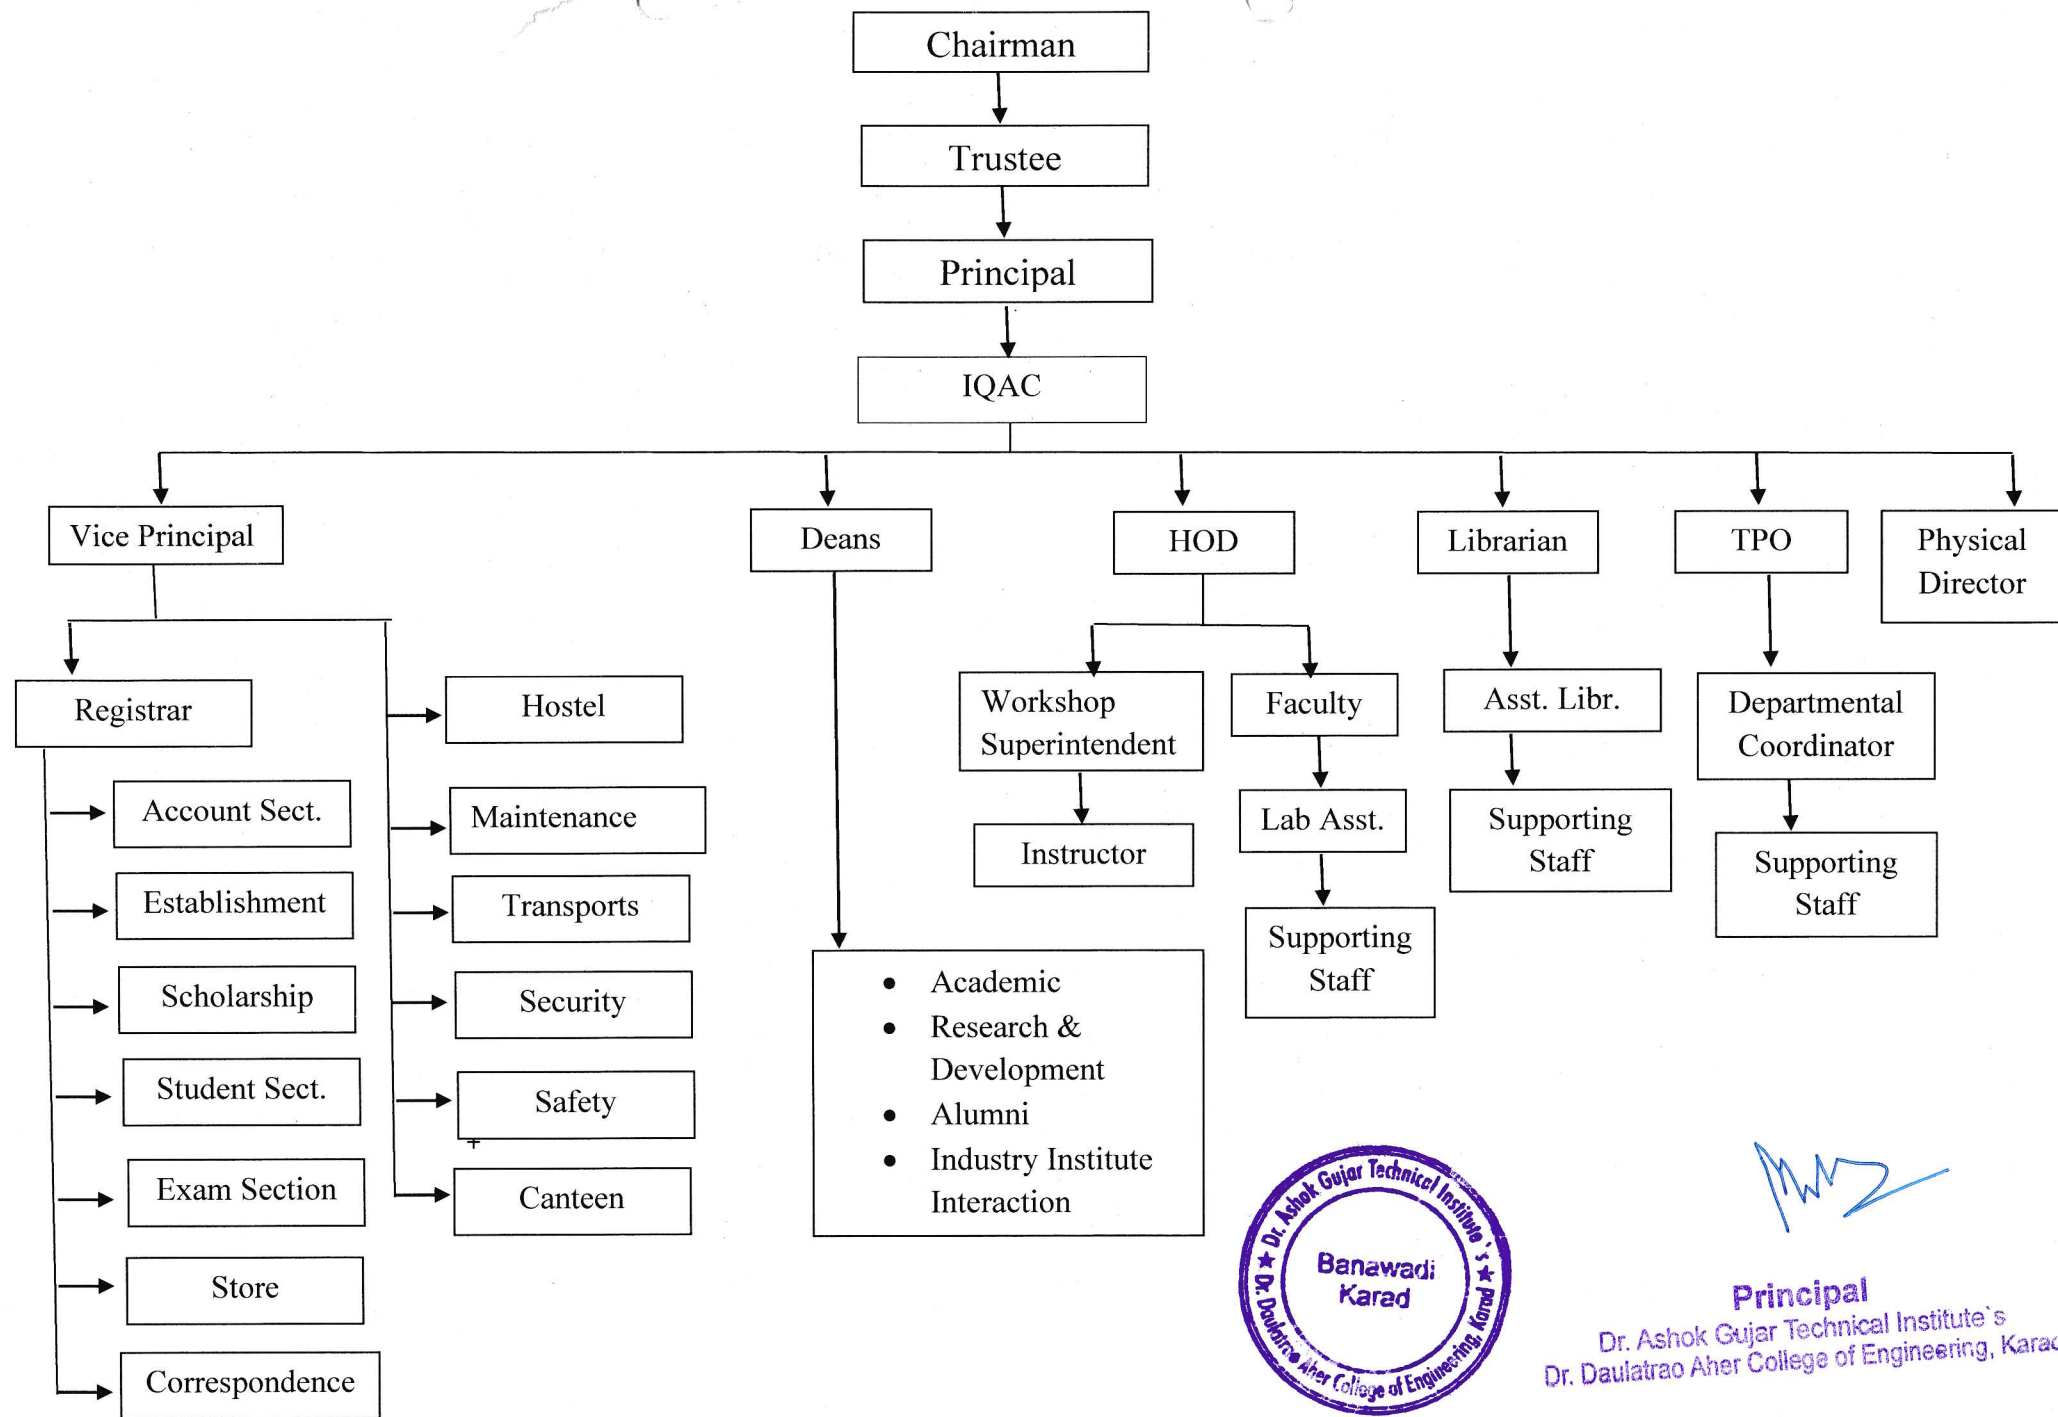 Chairman
Trustee
Principal
IQAC
Vice Principal
Deans
HOD
Librarian
TPO
Physical
Director
Registrar
Account Sect.
Establishment
Scholarship
Student Sect.
Exam Section
Store
Correspondence
Hostel
Maintenance
Transports
Security
Safety
Canteen
• Academic
• Research &
Development
• Alumni
• Industry Institute
Interaction
Workshop
Superintendent
Instructor
Faculty
Lab Asst.
Supporting
Staff
Asst. Libr.
Supporting
Staff
Departmental
Coordinator
Supporting
Staff
★ Dr. Ashok Gujar Technical Institute`s ★
Dr. Daulatrao Aher College of Engineering, Karad
Banawadi
Karad
Principal
Dr. Ashok Gujar Technical Institute`s
Dr. Daulatrao Aher College of Engineering, Karad